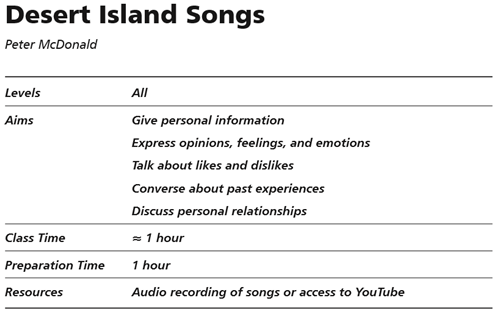 Desert Island Songs
Peter McDonald
Levels All
Aims Give personal information
Express opinions, feelings, and emotions
Talk about likes and dislikes
Converse about past experiences
Discuss personal relationships
Class Time ≈ 1 hour
Preparation Time 1 hour
Resources Audio recording of songs or access to YouTube